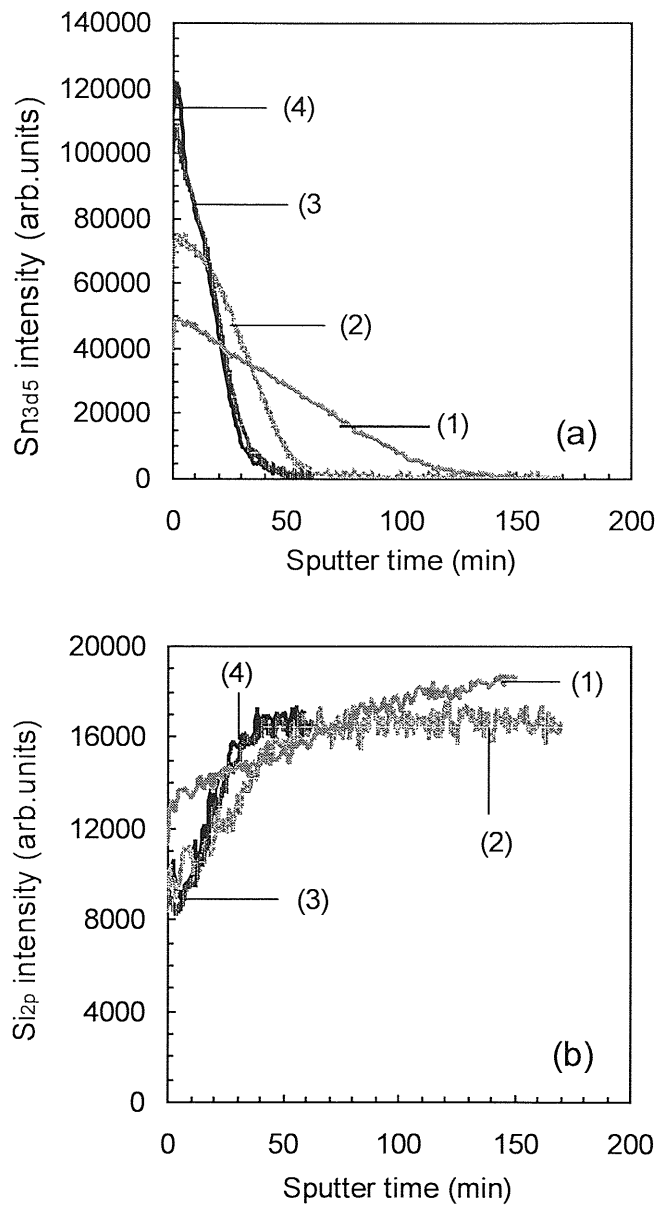 140000
120000
100000
80000
60000
40000
20000
0
Sn3d5 intensity (arb.units)
(4)
(3
(2)
(1)
(a)
0 50 100 150 200
Sputter time (min)
20000
16000
12000
8000
4000
0
Si2p intensity (arb.units)
(4)
(1)
(2)
(3)
(b)
0 50 100 150 200
Sputter time (min)